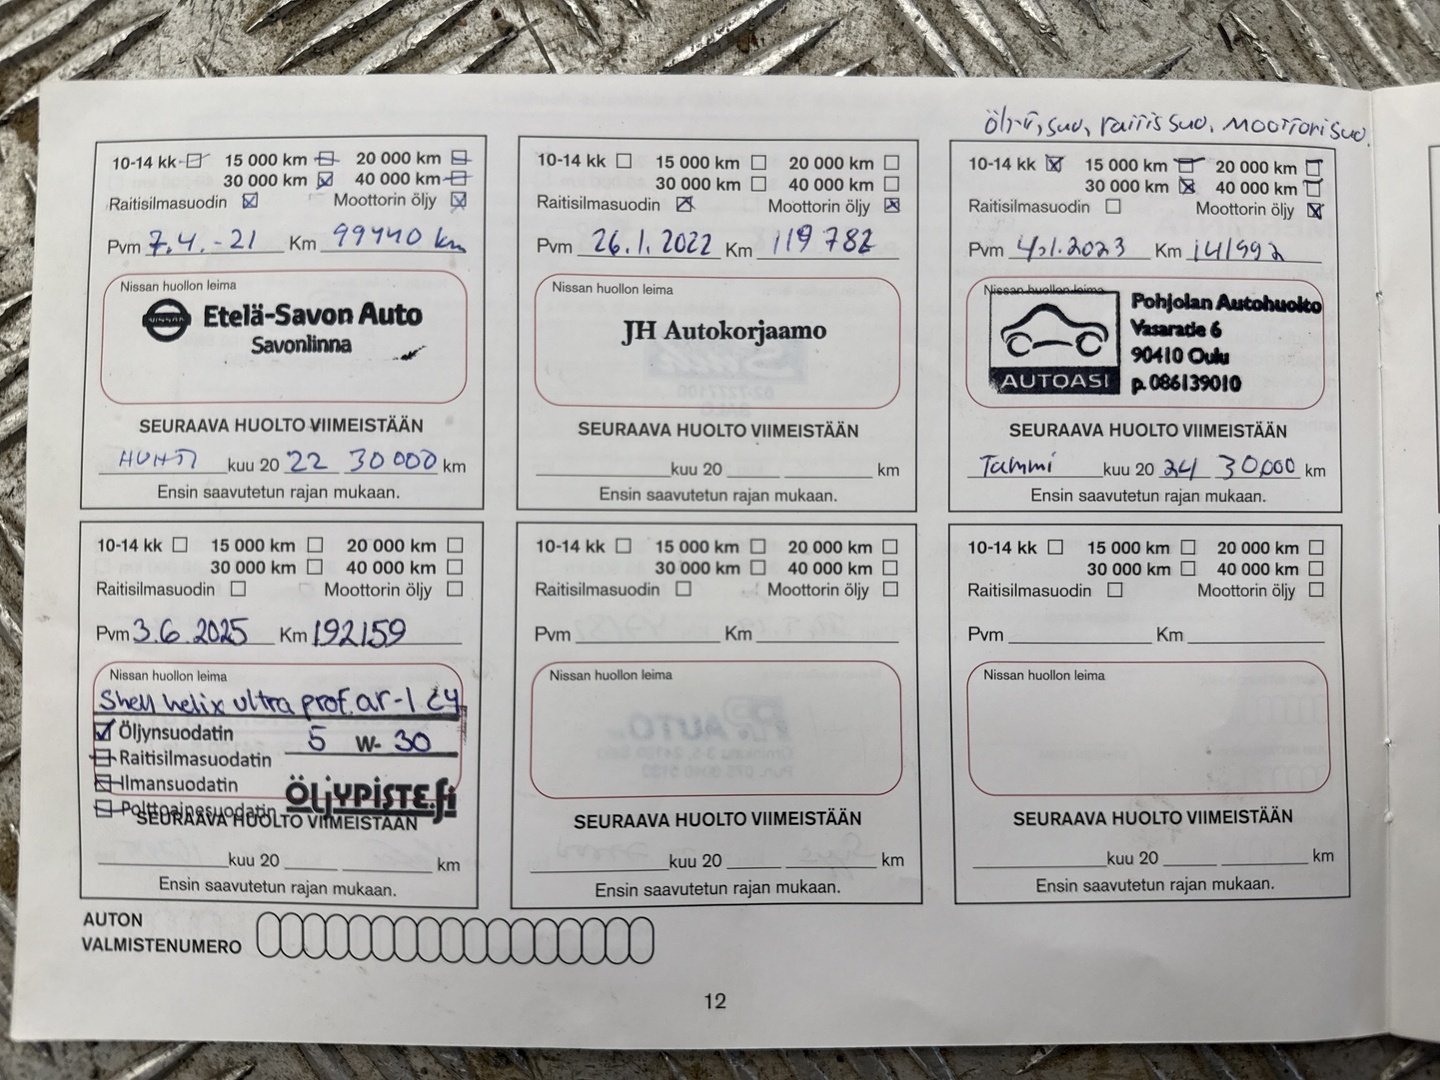 Öljy, suo, raitissuo, moottorisuo
10-14 kk 15 000 km 20 000 km
30 000 km 40 000 km
Raitisilmasuodin Moottorin öljy
Pvm 7.4.-21 Km 99440 km
Nissan huollon leima
NISSAN
Etelä-Savon Auto
Savonlinna
SEURAAVA HUOLTO VIIMEISTÄÄN
HUHTI kuu 20 22 30 000 km
Ensin saavutetun rajan mukaan.
10-14 kk 15 000 km 20 000 km
30 000 km 40 000 km
Raitisilmasuodin Moottorin öljy
Pvm 26.1.2022 Km 119 782
Nissan huollon leima
JH Autokorjaamo
SEURAAVA HUOLTO VIIMEISTÄÄN
kuu 20 km
Ensin saavutetun rajan mukaan.
10-14 kk 15 000 km 20 000 km
30 000 km 40 000 km
Raitisilmasuodin Moottorin öljy
Pvm 4.1.2023 Km 141992
Nissan huollon leima
AUTOASI
Pohjolan Autohuolto
Vasaratie 6
90410 Oulu
p. 086139010
SEURAAVA HUOLTO VIIMEISTÄÄN
Tammi kuu 20 24 30000 km
Ensin saavutetun rajan mukaan.
10-14 kk 15 000 km 20 000 km
30 000 km 40 000 km
Raitisilmasuodin Moottorin öljy
Pvm 3.6.2025 Km 192159
Nissan huollon leima
Shell helix ultra prof. ar-l
Öljynsuodatin 5 W- 30
Raitisilmasuodatin
Ilmansuodatin
Polttoainesuodatin
ÖLJYPISTE.fi
SEURAAVA HUOLTO VIIMEISTÄÄN
kuu 20 km
Ensin saavutetun rajan mukaan.
10-14 kk 15 000 km 20 000 km
30 000 km 40 000 km
Raitisilmasuodin Moottorin öljy
Pvm Km
Nissan huollon leima
SEURAAVA HUOLTO VIIMEISTÄÄN
kuu 20 km
Ensin saavutetun rajan mukaan.
10-14 kk 15 000 km 20 000 km
30 000 km 40 000 km
Raitisilmasuodin Moottorin öljy
Pvm Km
Nissan huollon leima
SEURAAVA HUOLTO VIIMEISTÄÄN
kuu 20 km
Ensin saavutetun rajan mukaan.
AUTON
VALMISTENUMERO
12